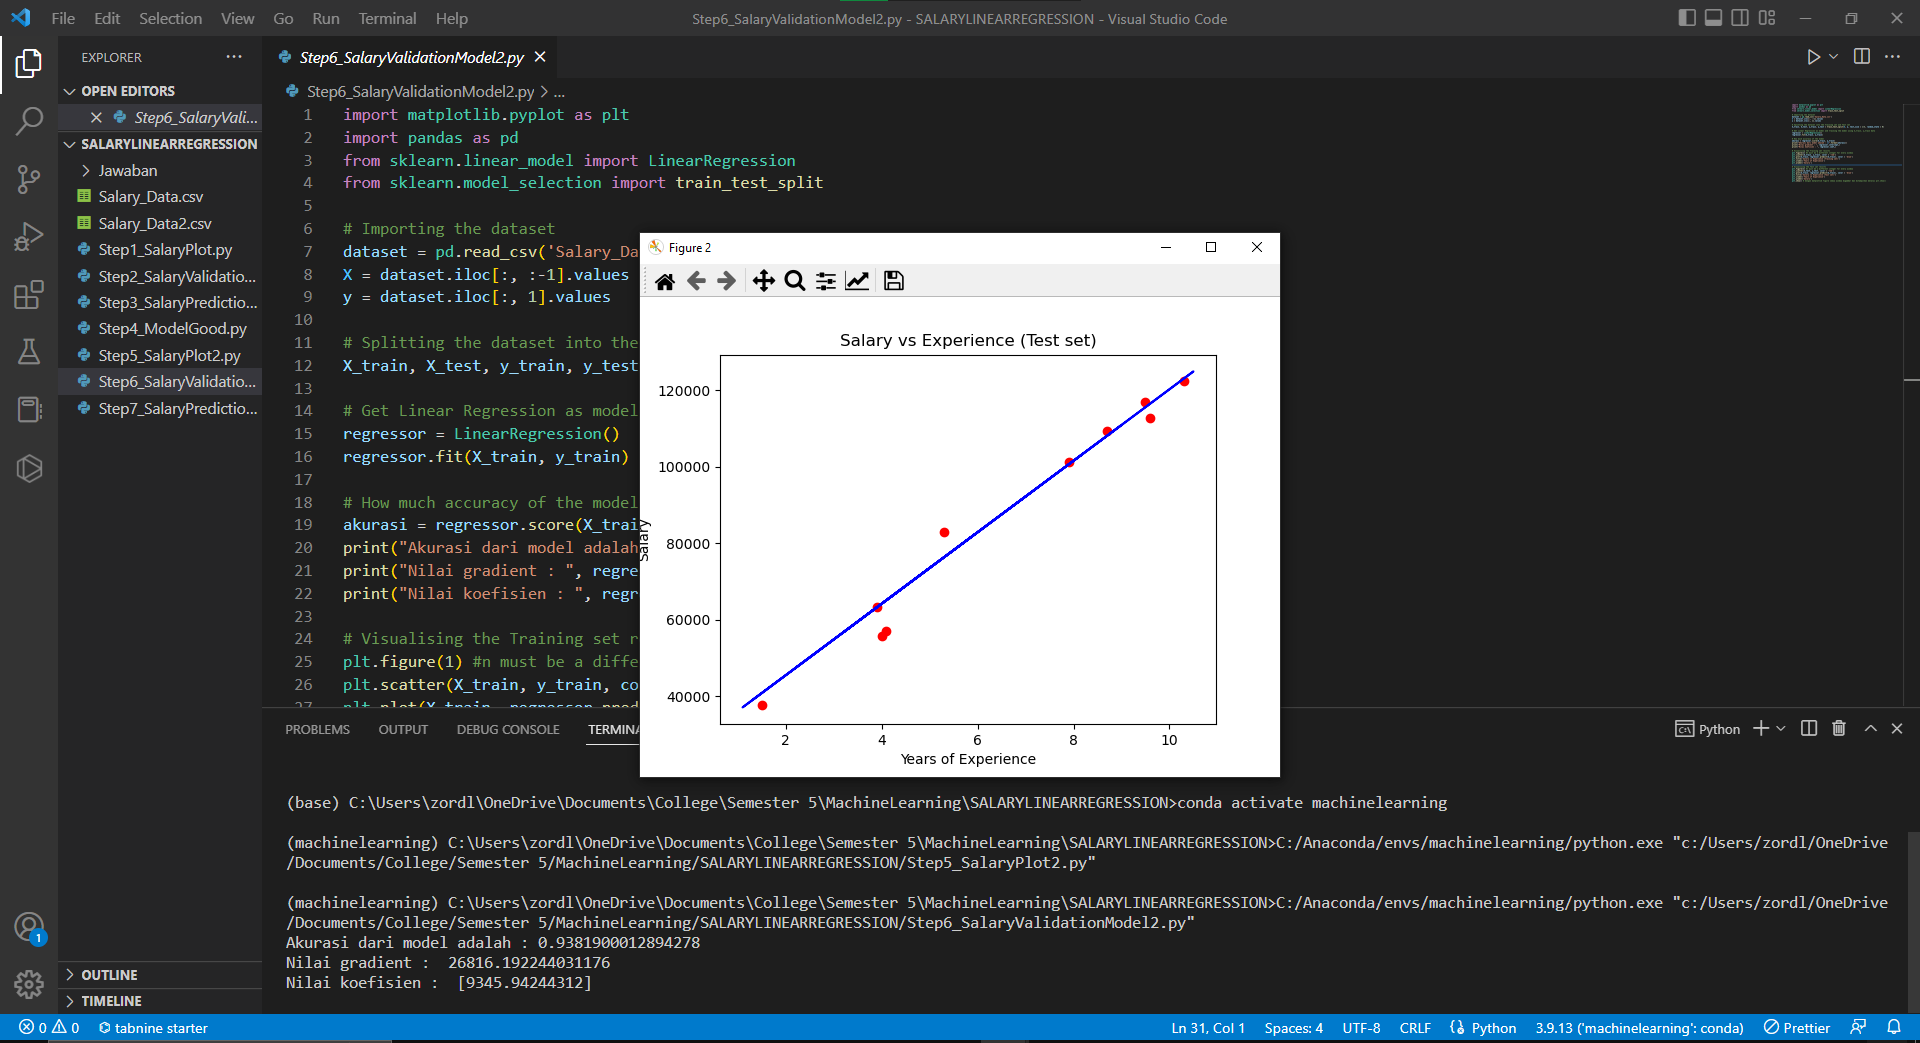 File Edit Selection View Go Run Terminal Help
Step6_SalaryValidationModel2.py - SALARYLINEARREGRESSION - Visual Studio Code
EXPLORER
OPEN EDITORS
Step6_SalaryVali...
SALARYLINEARREGRESSION
Jawaban
Salary_Data.csv
Salary_Data2.csv
Step1_SalaryPlot.py
Step2_SalaryValidatio...
Step3_SalaryPredictio...
Step4_ModelGood.py
Step5_SalaryPlot2.py
Step6_SalaryValidatio...
Step7_SalaryPredictio...
OUTLINE
TIMELINE
Step6_SalaryValidationModel2.py
Step6_SalaryValidationModel2.py > ...
1 import matplotlib.pyplot as plt
2 import pandas as pd
3 from sklearn.linear_model import LinearRegression
4 from sklearn.model_selection import train_test_split
5
6 # Importing the dataset
7 dataset = pd.read_csv('Salary_Da
8 X = dataset.iloc[:, :-1].values
9 y = dataset.iloc[:, 1].values
10
11 # Splitting the dataset into the
12 X_train, X_test, y_train, y_test
13
14 # Get Linear Regression as model
15 regressor = LinearRegression()
16 regressor.fit(X_train, y_train)
17
18 # How much accuracy of the model
19 akurasi = regressor.score(X_trai
20 print("Akurasi dari model adalah
21 print("Nilai gradient : ", regre
22 print("Nilai koefisien : ", regr
23
24 # Visualising the Training set r
25 plt.figure(1) #n must be a diffe
26 plt.scatter(X_train, y_train, co
27 plt.plot(X_train, regressor.pred
Figure 2
Salary vs Experience (Test set)
120000
100000
80000
60000
40000
Salary
2 4 6 8 10
Years of Experience
PROBLEMS OUTPUT DEBUG CONSOLE TERMINA
Python
(base) C:\Users\zordl\OneDrive\Documents\College\Semester 5\MachineLearning\SALARYLINEARREGRESSION>conda activate machinelearning
(machinelearning) C:\Users\zordl\OneDrive\Documents\College\Semester 5\MachineLearning\SALARYLINEARREGRESSION>C:/Anaconda/envs/machinelearning/python.exe "c:/Users/zordl/OneDrive
/Documents/College/Semester 5/MachineLearning/SALARYLINEARREGRESSION/Step5_SalaryPlot2.py"
(machinelearning) C:\Users\zordl\OneDrive\Documents\College\Semester 5\MachineLearning\SALARYLINEARREGRESSION>C:/Anaconda/envs/machinelearning/python.exe "c:/Users/zordl/OneDrive
/Documents/College/Semester 5/MachineLearning/SALARYLINEARREGRESSION/Step6_SalaryValidationModel2.py"
Akurasi dari model adalah : 0.9381900012894278
Nilai gradient :  26816.192244031176
Nilai koefisien :  [9345.94244312]
1
0 0 tabnine starter
Ln 31, Col 1 Spaces: 4 UTF-8 CRLF Python 3.9.13 ('machinelearning': conda) Prettier